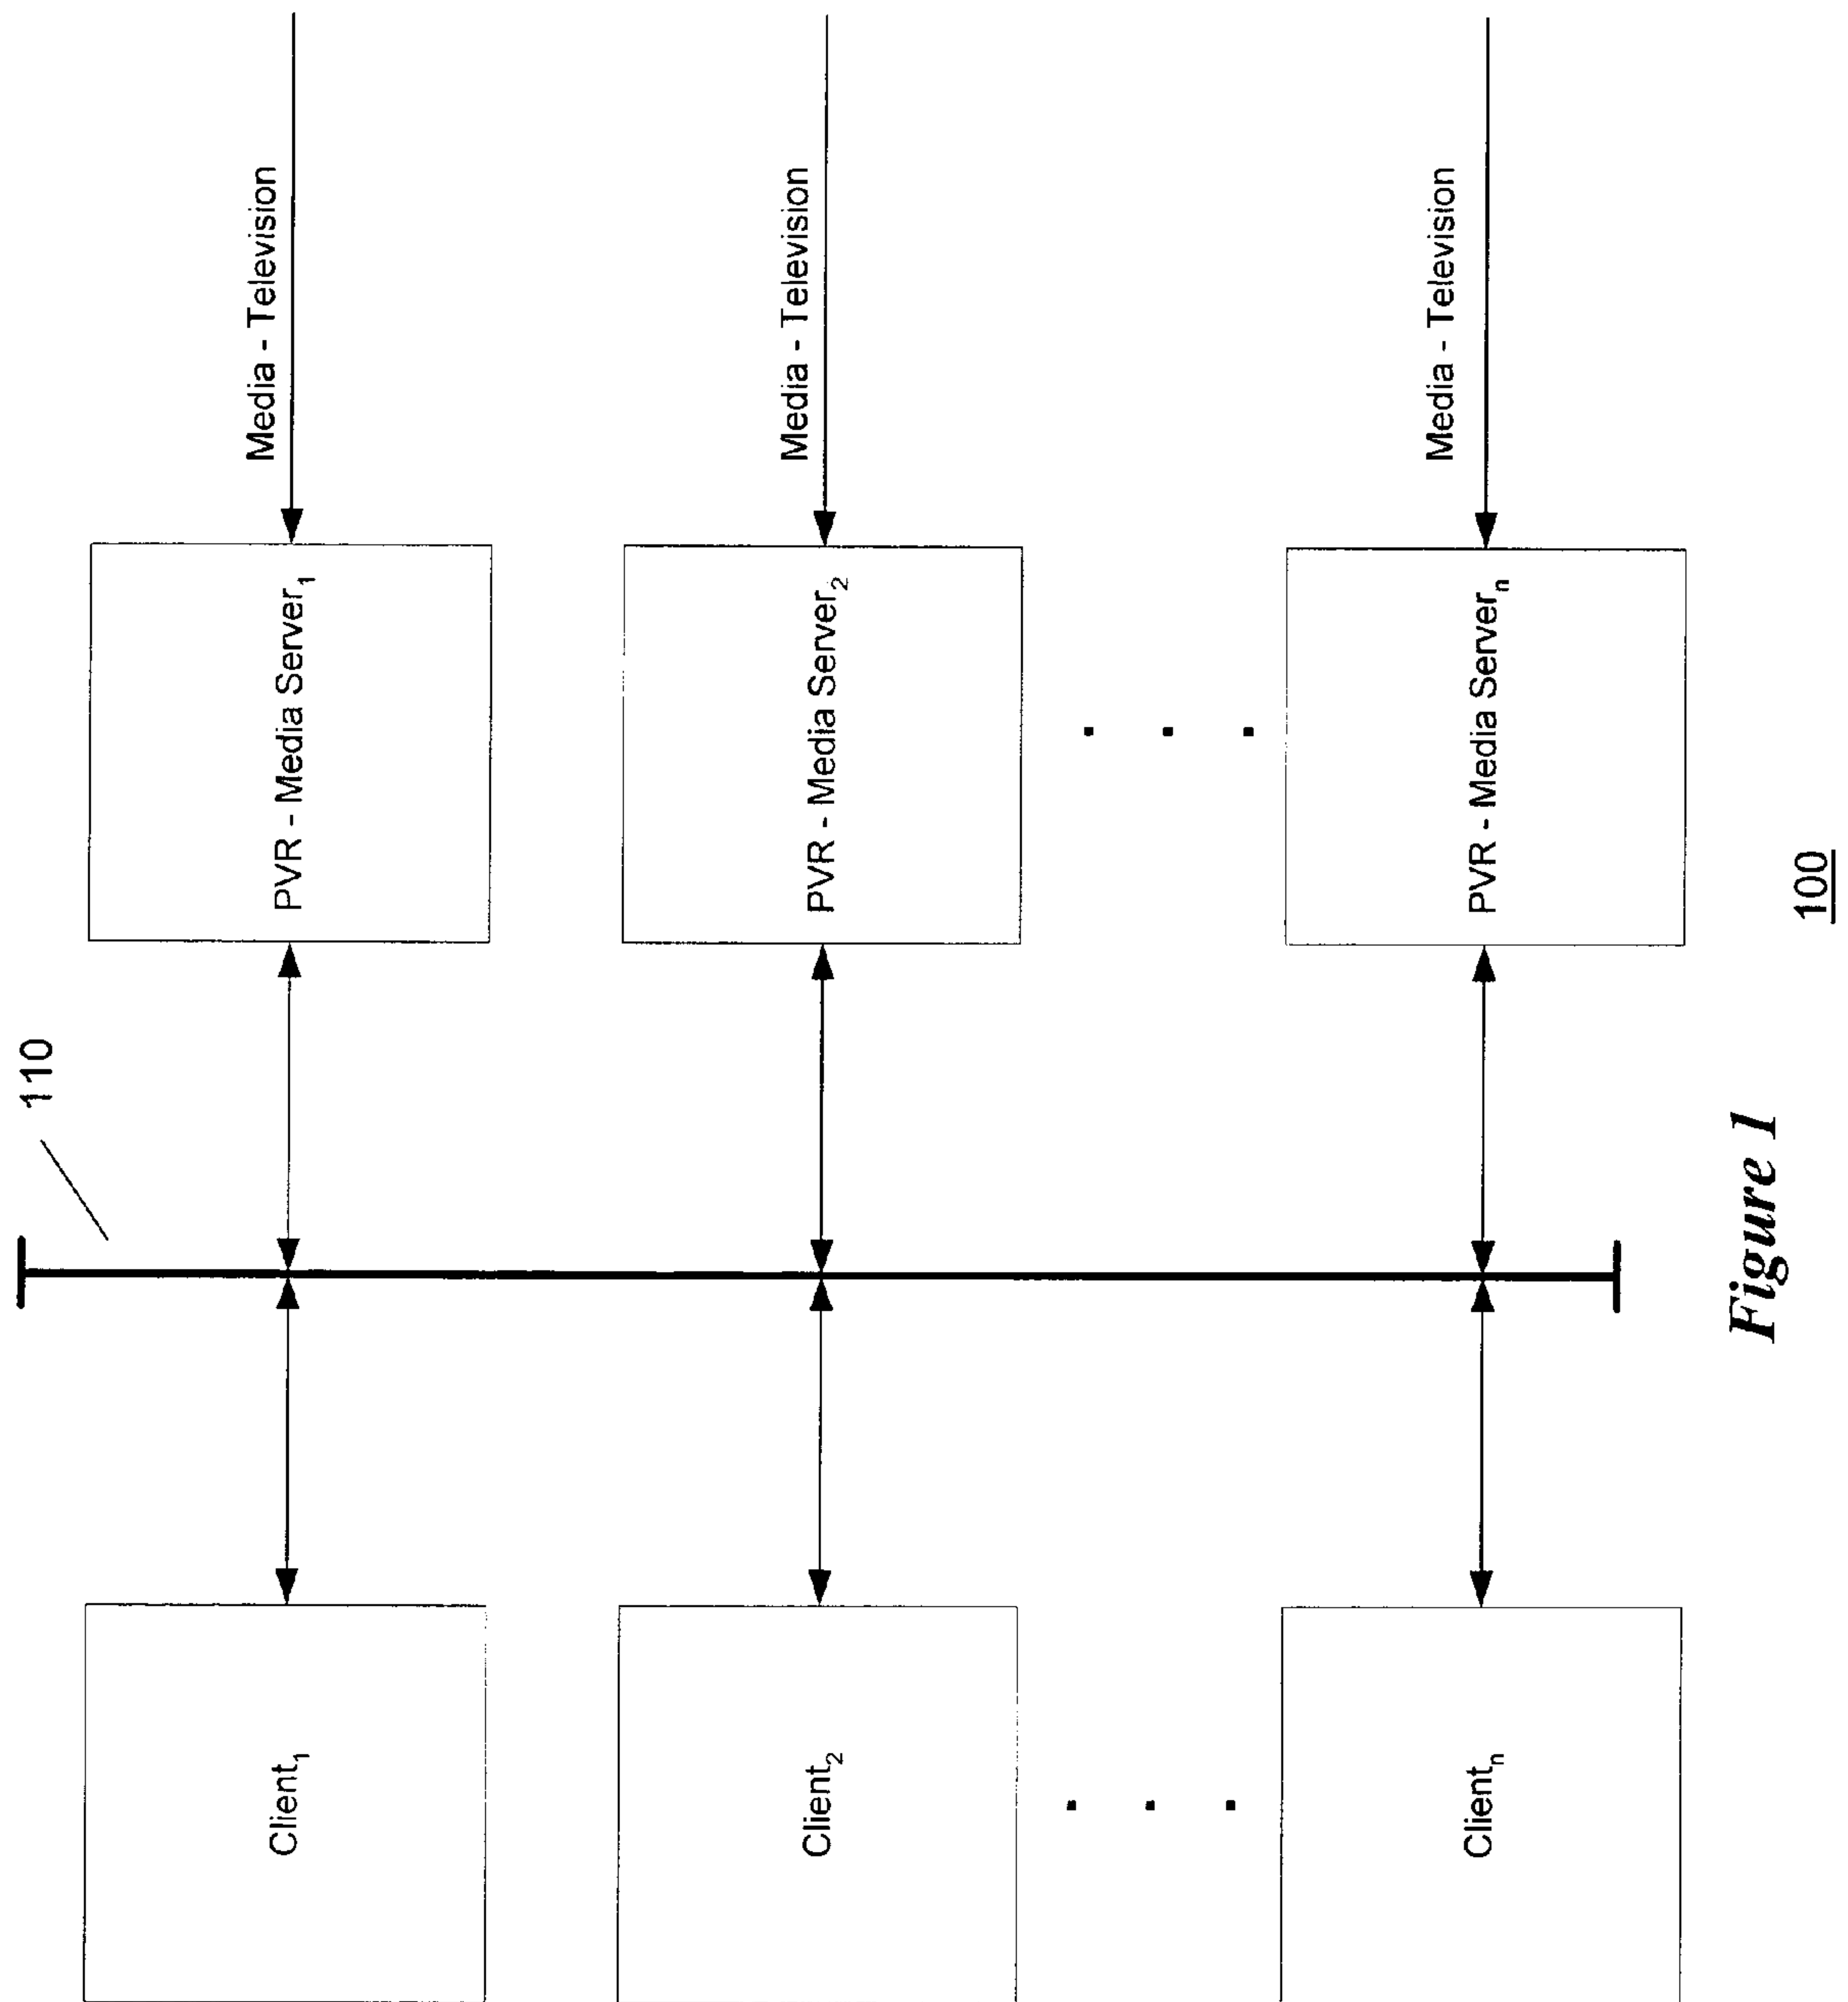 110
Media - Television
PVR - Media Server1
Client1
Media - Television
PVR - Media Server2
Client2
Media - Television
PVR - Media Servern
Clientn
Figure 1
100